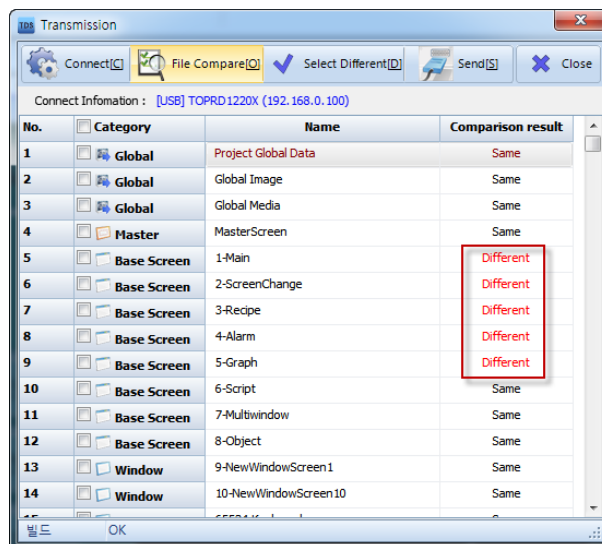 TDS Transmission
Connect[C] File Compare[O] Select Different[D] Send[S] Close
Connect Infomation : [USB] TOPRD1220X (192.168.0.100)
No. Category Name Comparison result
1 Global Project Global Data Same
2 Global Global Image Same
3 Global Global Media Same
4 Master MasterScreen Same
5 Base Screen 1-Main Different
6 Base Screen 2-ScreenChange Different
7 Base Screen 3-Recipe Different
8 Base Screen 4-Alarm Different
9 Base Screen 5-Graph Different
10 Base Screen 6-Script Same
11 Base Screen 7-Multiwindow Same
12 Base Screen 8-Object Same
13 Window 9-NewWindowScreen1 Same
14 Window 10-NewWindowScreen10 Same
빌드 OK